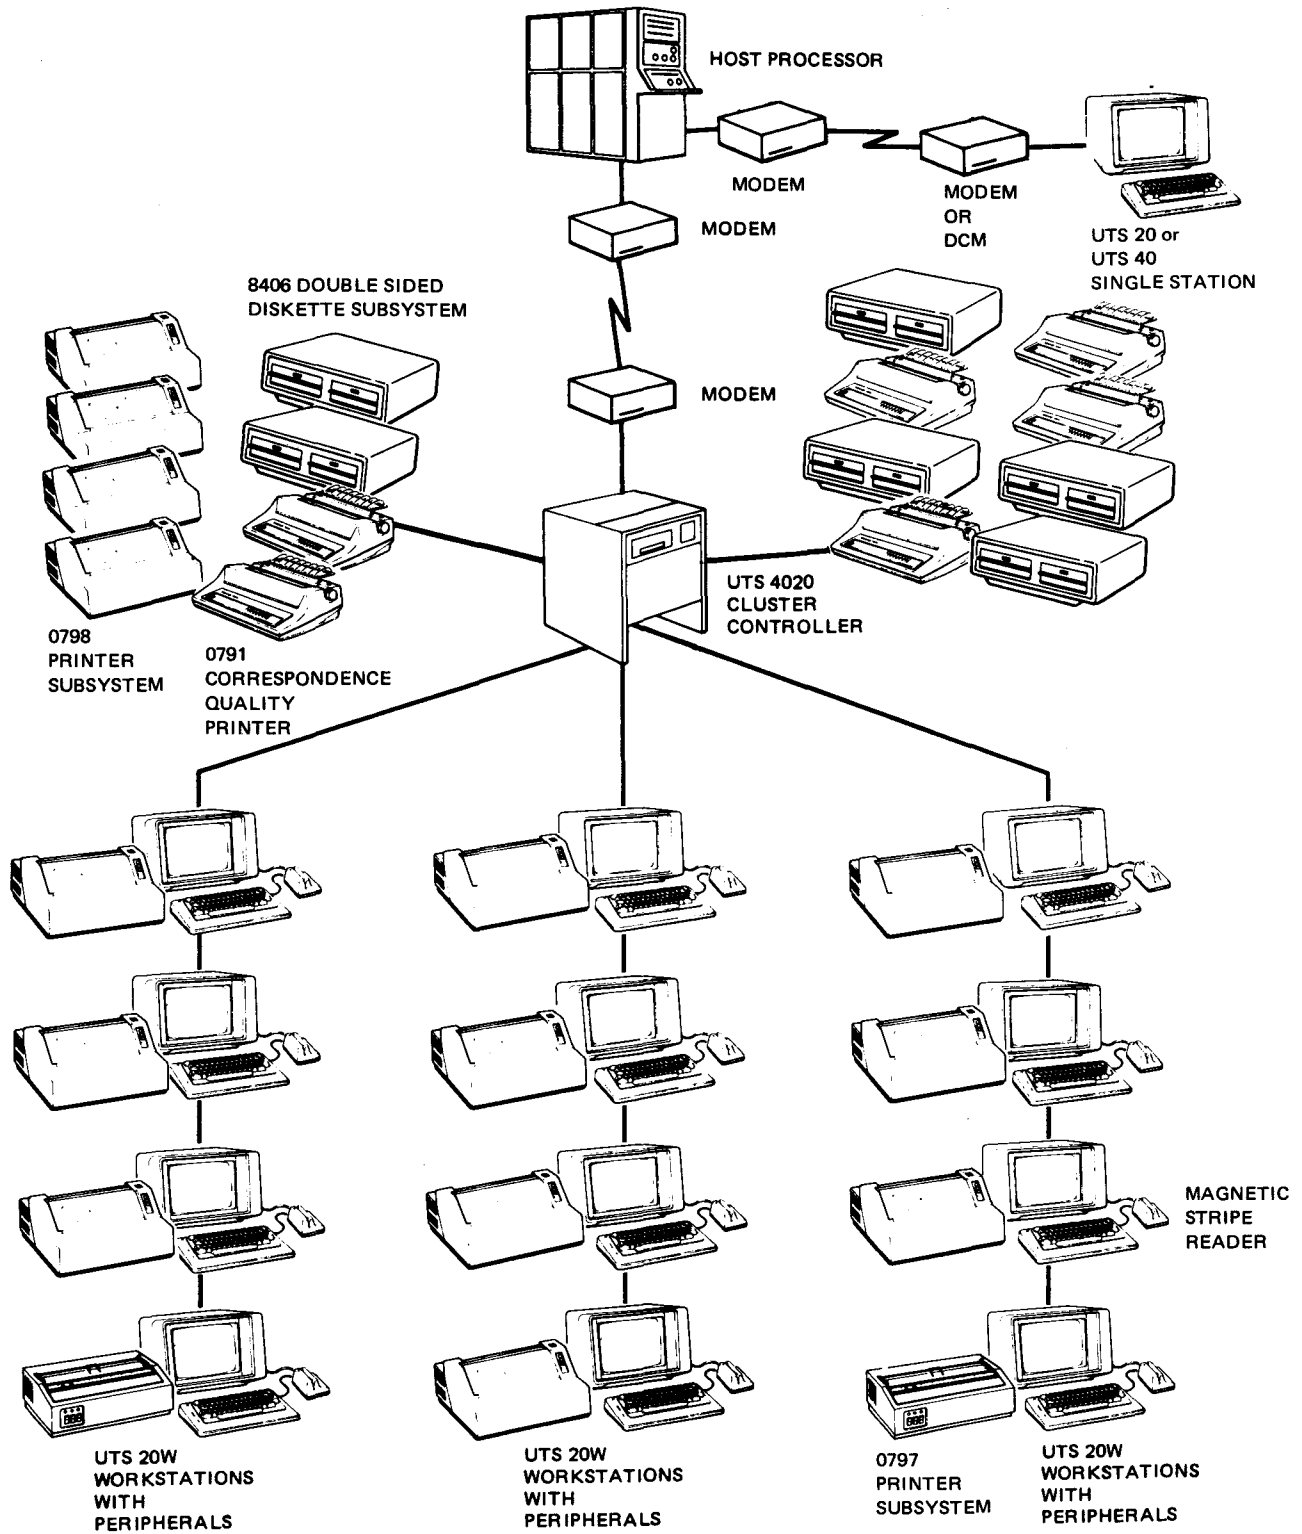 HOST PROCESSOR
MODEM
MODEM
OR
DCM
UTS 20 or
UTS 40
SINGLE STATION
MODEM
8406 DOUBLE SIDED
DISKETTE SUBSYSTEM
MODEM
UTS 4020
CLUSTER
CONTROLLER
0798
PRINTER
SUBSYSTEM
0791
CORRESPONDENCE
QUALITY
PRINTER
MAGNETIC
STRIPE
READER
UTS 20W
WORKSTATIONS
WITH
PERIPHERALS
UTS 20W
WORKSTATIONS
WITH
PERIPHERALS
0797
PRINTER
SUBSYSTEM
UTS 20W
WORKSTATIONS
WITH
PERIPHERALS